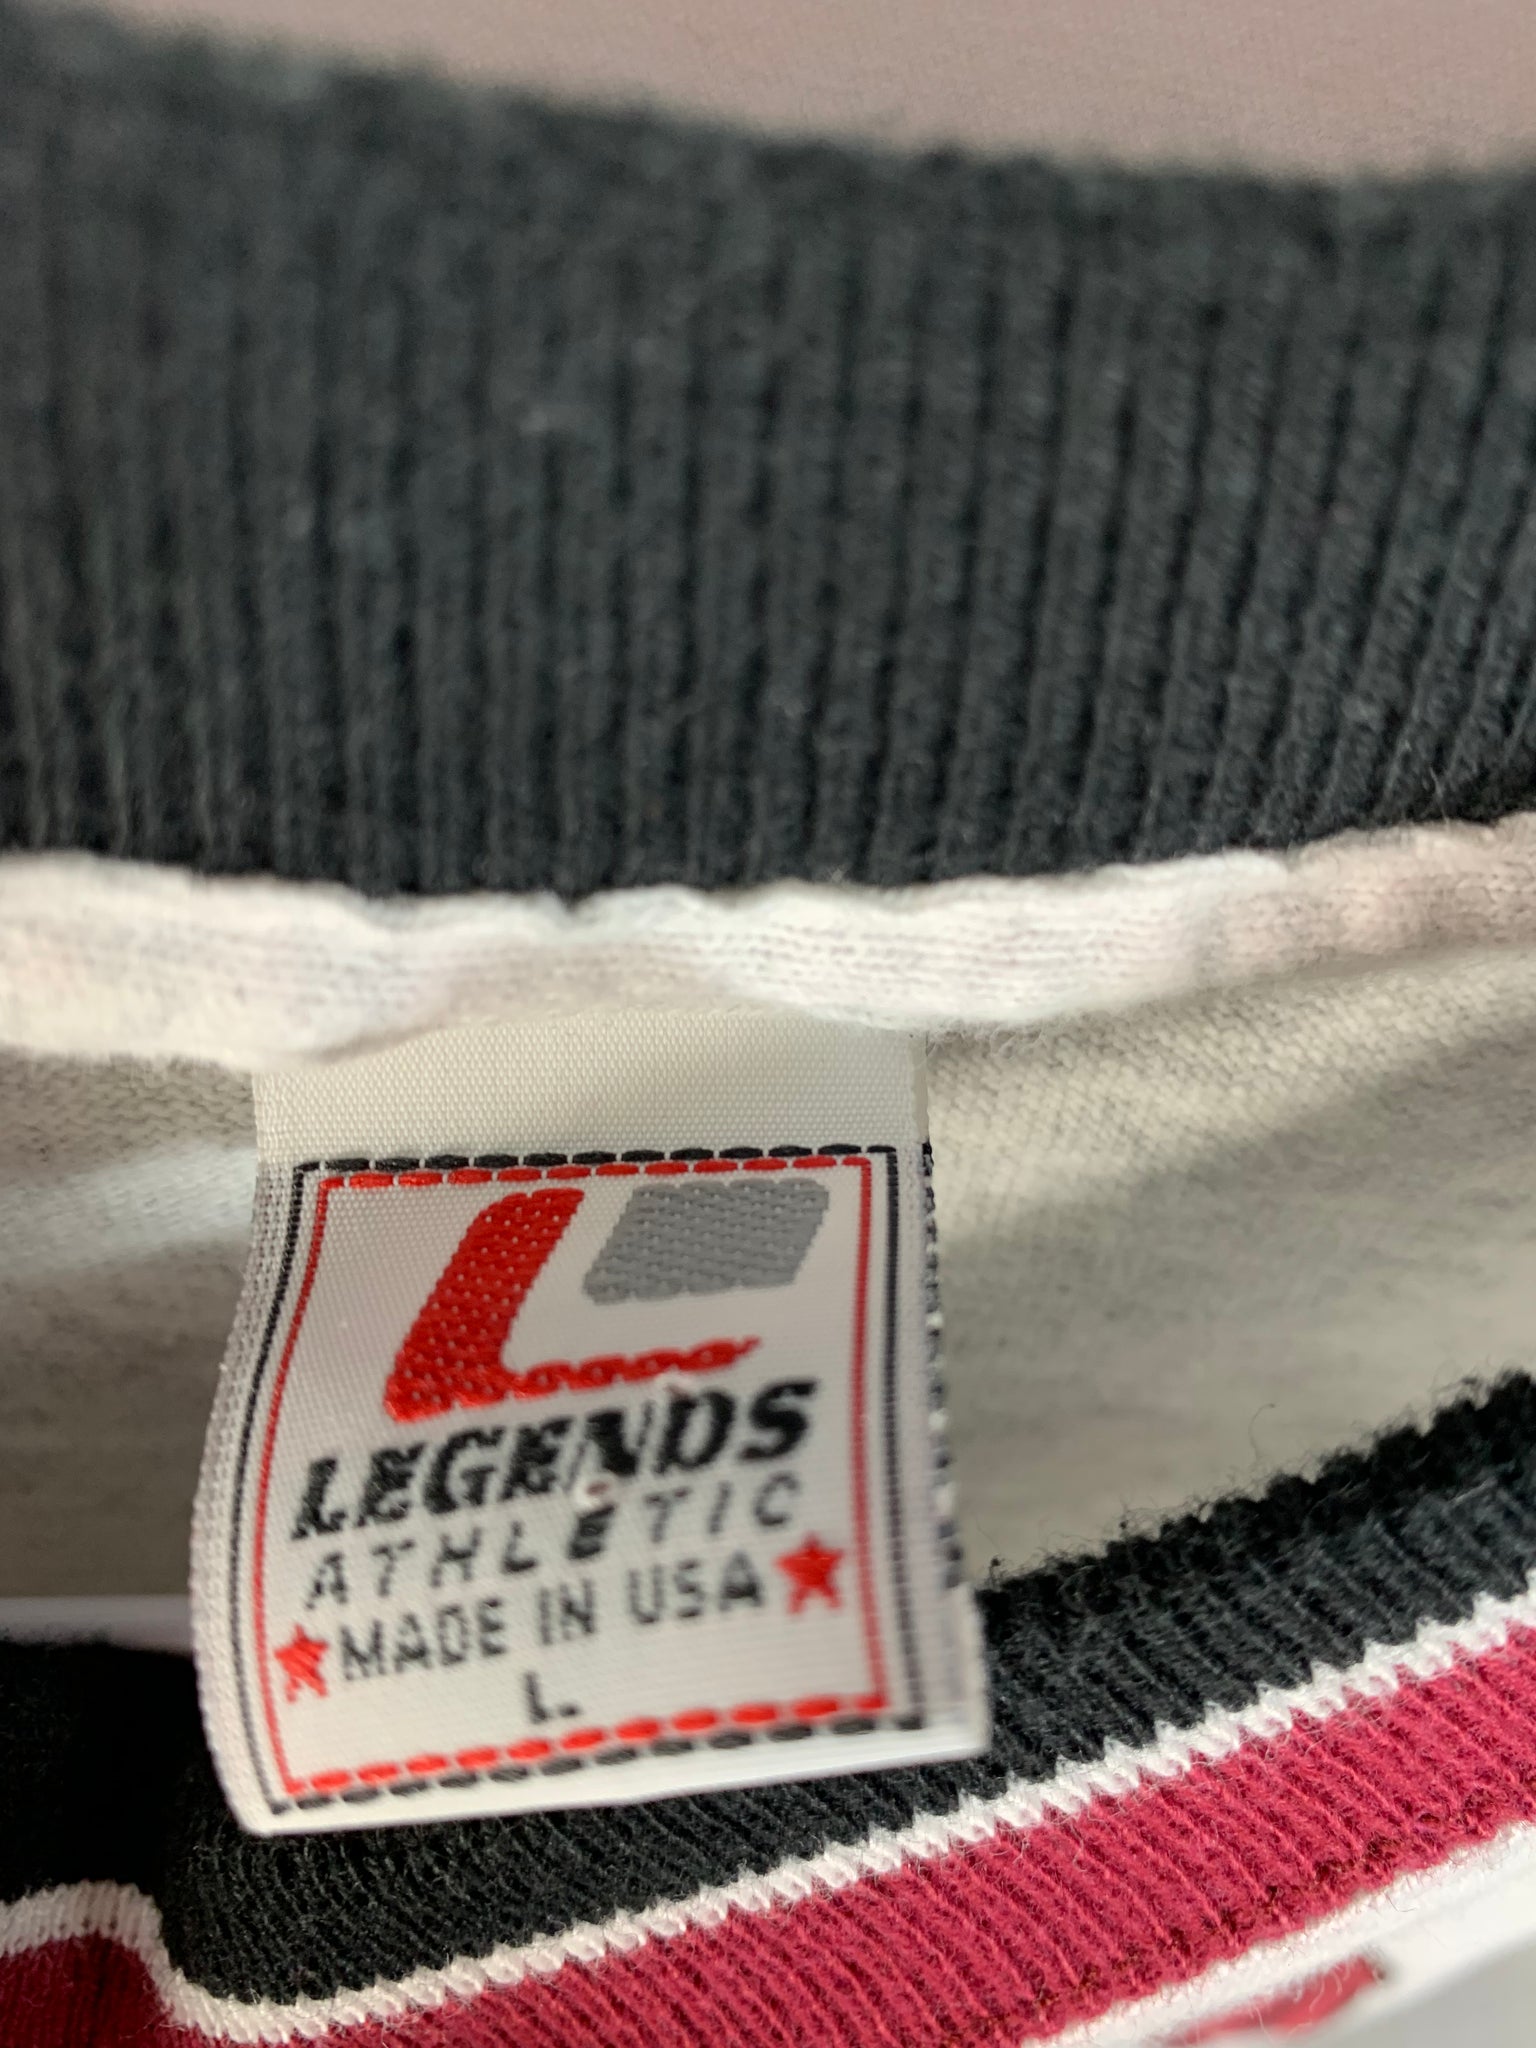 LEGENDS
ATHLETIC
★MADE IN USA★
L.